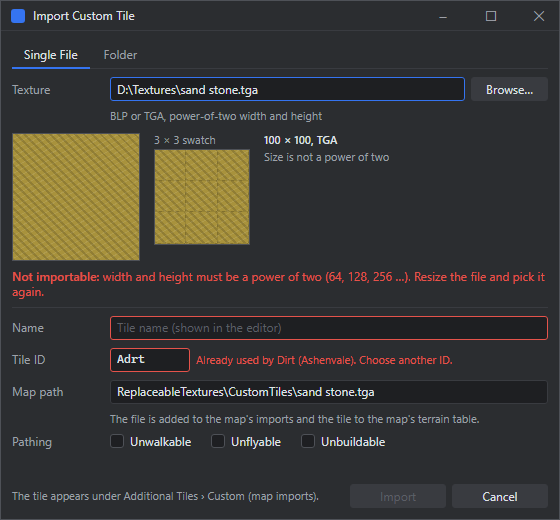 Import Custom Tile
Single File
Folder
Texture
D:\Textures\sand stone.tga
Browse...
BLP or TGA, power-of-two width and height
3 × 3 swatch
100 × 100, TGA
Size is not a power of two
Not importable: width and height must be a power of two (64, 128, 256 ...). Resize the file and pick it
again.
Name
Tile name (shown in the editor)
Tile ID
Adrt
Already used by Dirt (Ashenvale). Choose another ID.
Map path
ReplaceableTextures\CustomTiles\sand stone.tga
The file is added to the map's imports and the tile to the map's terrain table.
Pathing
Unwalkable
Unflyable
Unbuildable
The tile appears under Additional Tiles › Custom (map imports).
Import
Cancel